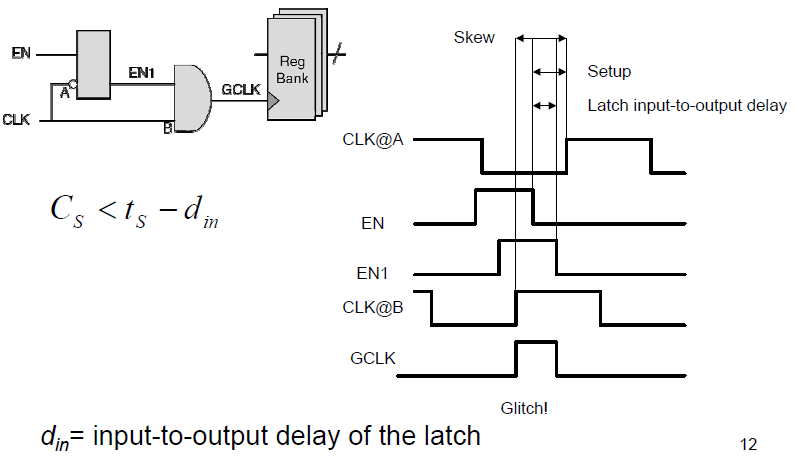 EN
EN1
A
CLK
B
GCLK
Reg
Bank
C_S < t_S − d_in
Skew
Setup
Latch input-to-output delay
CLK@A
EN
EN1
CLK@B
GCLK
Glitch!
d_in= input-to-output delay of the latch
12